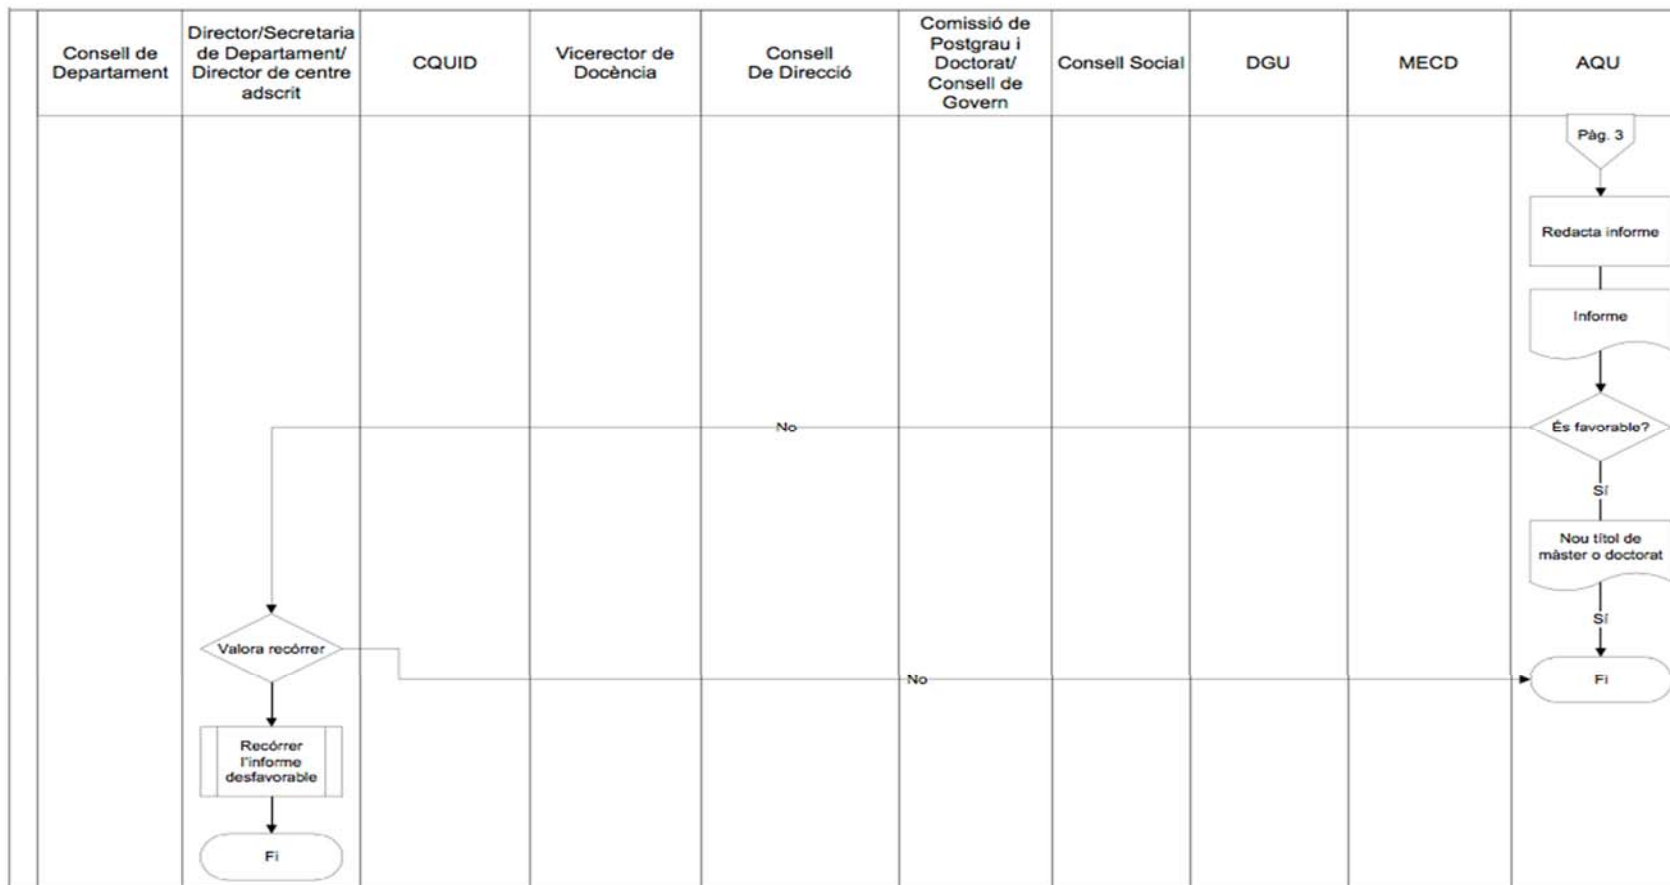 Consell de
Departament
Director/Secretaria
de Departament/
Director de centre
adscrit
CQUID
Vicerector de
Docència
Consell
De Direcció
Comissió de
Postgrau i
Doctorat/
Consell de
Govern
Consell Social
DGU
MECD
AQU
Pàg. 3
Redacta informe
Informe
És favorable?
No
Sí
Nou títol de
màster o doctorat
Sí
Valora recórrer
No
Fi
Recórrer
l'informe
desfavorable
Fi